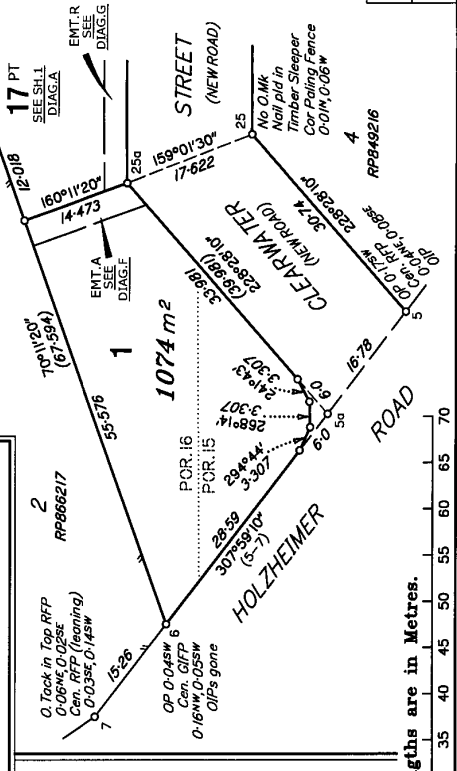 17 PT
SEE SH.1
DIAG.A
EMT.R
SEE
DIAG.G
12·018
160°11'20"
14·473
25a
STREET
(NEW ROAD)
159°01'30"
17·622
25
No O.Mk
Nail pld in
Timber Sleeper
Cor Paling Fence
0·01N, 0·06W
4
RP849216
EMT.A
SEE
DIAG.F
70°11'20"
(67·594)
55·576
1
1074 m²
2
RP866217
33·981
(39·981)
228°28'10"
CLEARWATER
(NEW ROAD)
228°28'10"
30·74
POR.16
POR.15
241°43'
3·307
268°14'
3·307
294°44'
3·307
6·0
6·0
5a
16·78
5
OP 0·17SW
Cen. RFP
0·04NE, 0·08SE
OIP
28·59
307°59'10"
(5–7)
HOLZHEIMER
ROAD
O. Tack in Top RFP
0·06NE, 0·02SE
Cen. RFP (leaning)
0·03SE, 0·14SW
7
15·26
6
OP 0·04SW
Cen. GIFP
0·16NW, 0·05SW
OIPs gone
35 40 45 50 55 60 65 70
gths are in Metres.